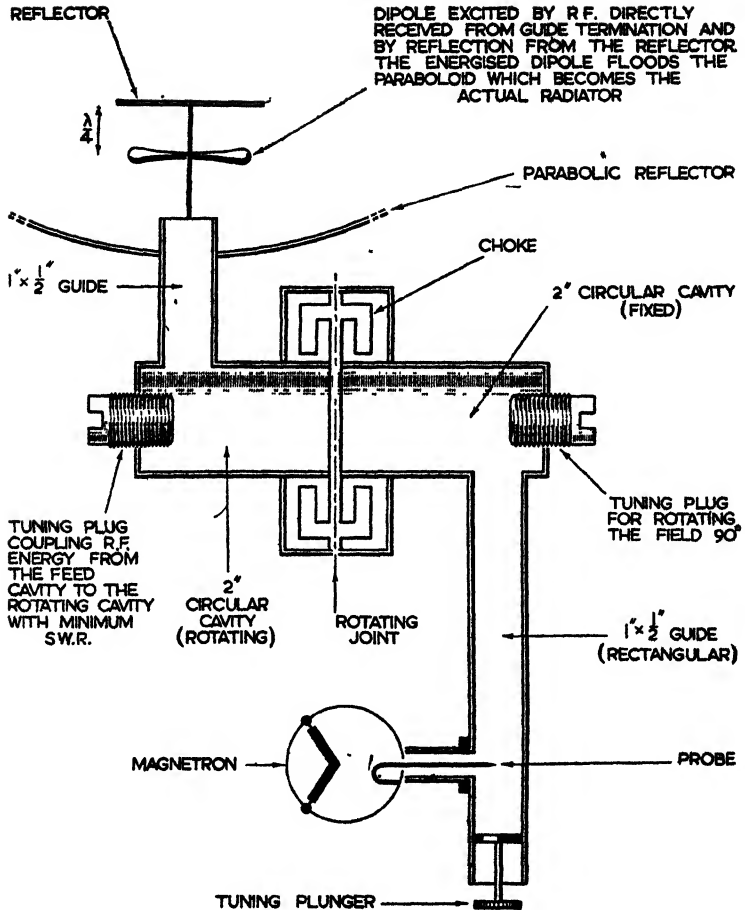 REFLECTOR
DIPOLE EXCITED BY R F. DIRECTLY
RECEIVED FROM GUIDE TERMINATION AND
BY REFLECTION FROM THE REFLECTOR.
THE ENERGISED DIPOLE FLOODS THE
PARABOLOID WHICH BECOMES THE
ACTUAL RADIATOR
λ/4
PARABOLIC REFLECTOR
CHOKE
1" × 1/2" GUIDE
2" CIRCULAR CAVITY
(FIXED)
TUNING PLUG
COUPLING R.F.
ENERGY FROM
THE FEED
CAVITY TO THE
ROTATING CAVITY
WITH MINIMUM
S.W.R.
2"
CIRCULAR
CAVITY
(ROTATING)
ROTATING
JOINT
TUNING PLUG
FOR ROTATING
THE FIELD 90°
1" × 1/2" GUIDE
(RECTANGULAR)
MAGNETRON
PROBE
TUNING PLUNGER